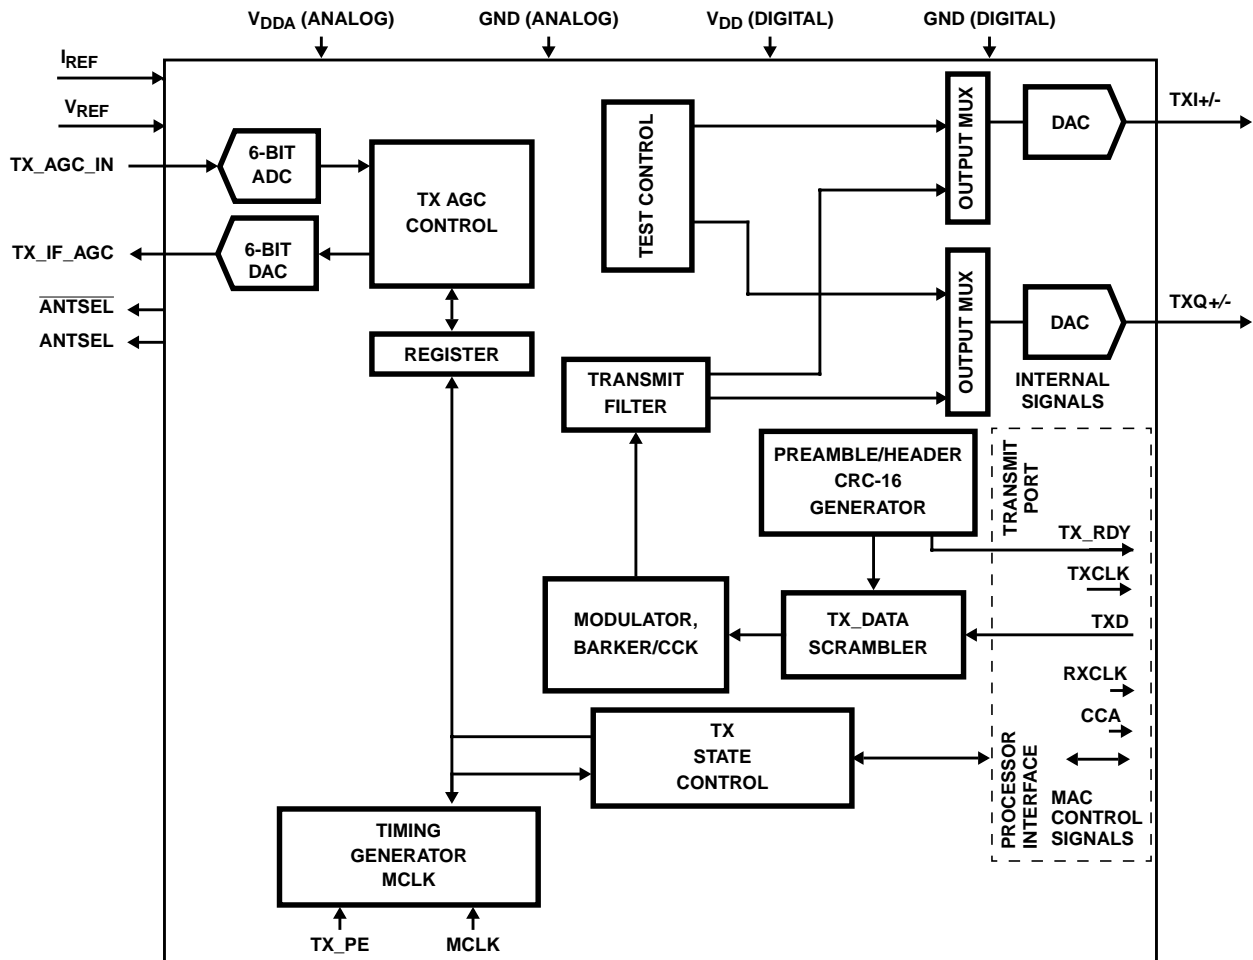 VDDA (ANALOG)
GND (ANALOG)
VDD (DIGITAL)
GND (DIGITAL)
IREF
VREF
TX_AGC_IN
TX_IF_AGC
ANTSEL
ANTSEL
6-BIT
ADC
6-BIT
DAC
TX AGC
CONTROL
REGISTER
TEST CONTROL
OUTPUT MUX
DAC
TXI+/-
OUTPUT MUX
DAC
TXQ+/-
INTERNAL
SIGNALS
TRANSMIT
FILTER
PREAMBLE/HEADER
CRC-16
GENERATOR
TRANSMIT
PORT
TX_RDY
TXCLK
TXD
RXCLK
CCA
MODULATOR,
BARKER/CCK
TX_DATA
SCRAMBLER
TX
STATE
CONTROL
PROCESSOR
INTERFACE
MAC
CONTROL
SIGNALS
TIMING
GENERATOR
MCLK
TX_PE
MCLK